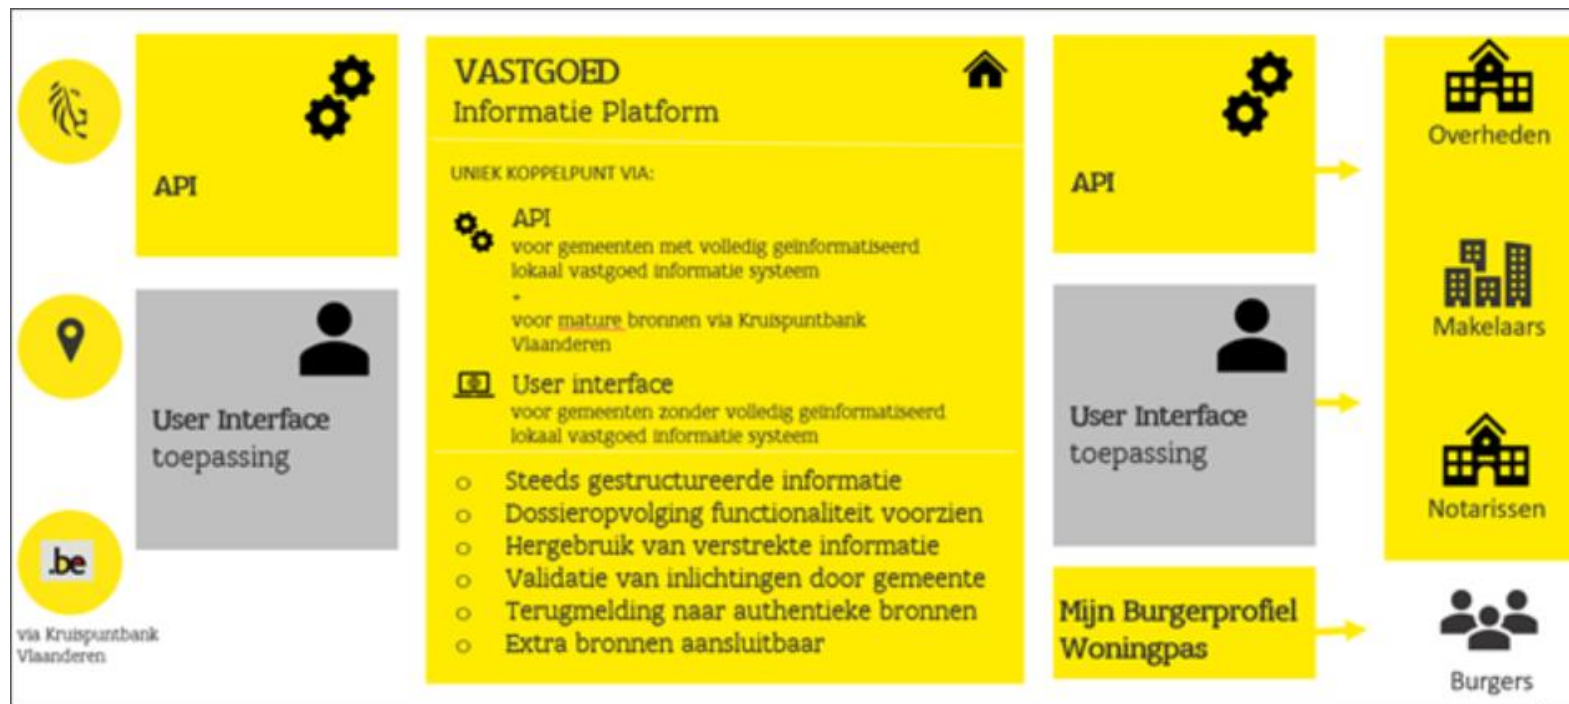 .be
via Kruispuntbank
Vlaanderen
API
User Interface
toepassing
VASTGOED
Informatie Platform
UNIEK KOPPELPUNT VIA:
API
voor gemeenten met volledig geïnformatiseerd
lokaal vastgoed informatie systeem
+
voor mature bronnen via Kruispuntbank
Vlaanderen
User interface
voor gemeenten zonder volledig geïnformatiseerd
lokaal vastgoed informatie systeem
o Steeds gestructureerde informatie
o Dossieropvolging functionaliteit voorzien
o Hergebruik van verstrekte informatie
o Validatie van inlichtingen door gemeente
o Terugmelding naar authentieke bronnen
o Extra bronnen aansluitbaar
API
User Interface
toepassing
Mijn Burgerprofiel
Woningpas
Overheden
Makelaars
Notarissen
Burgers